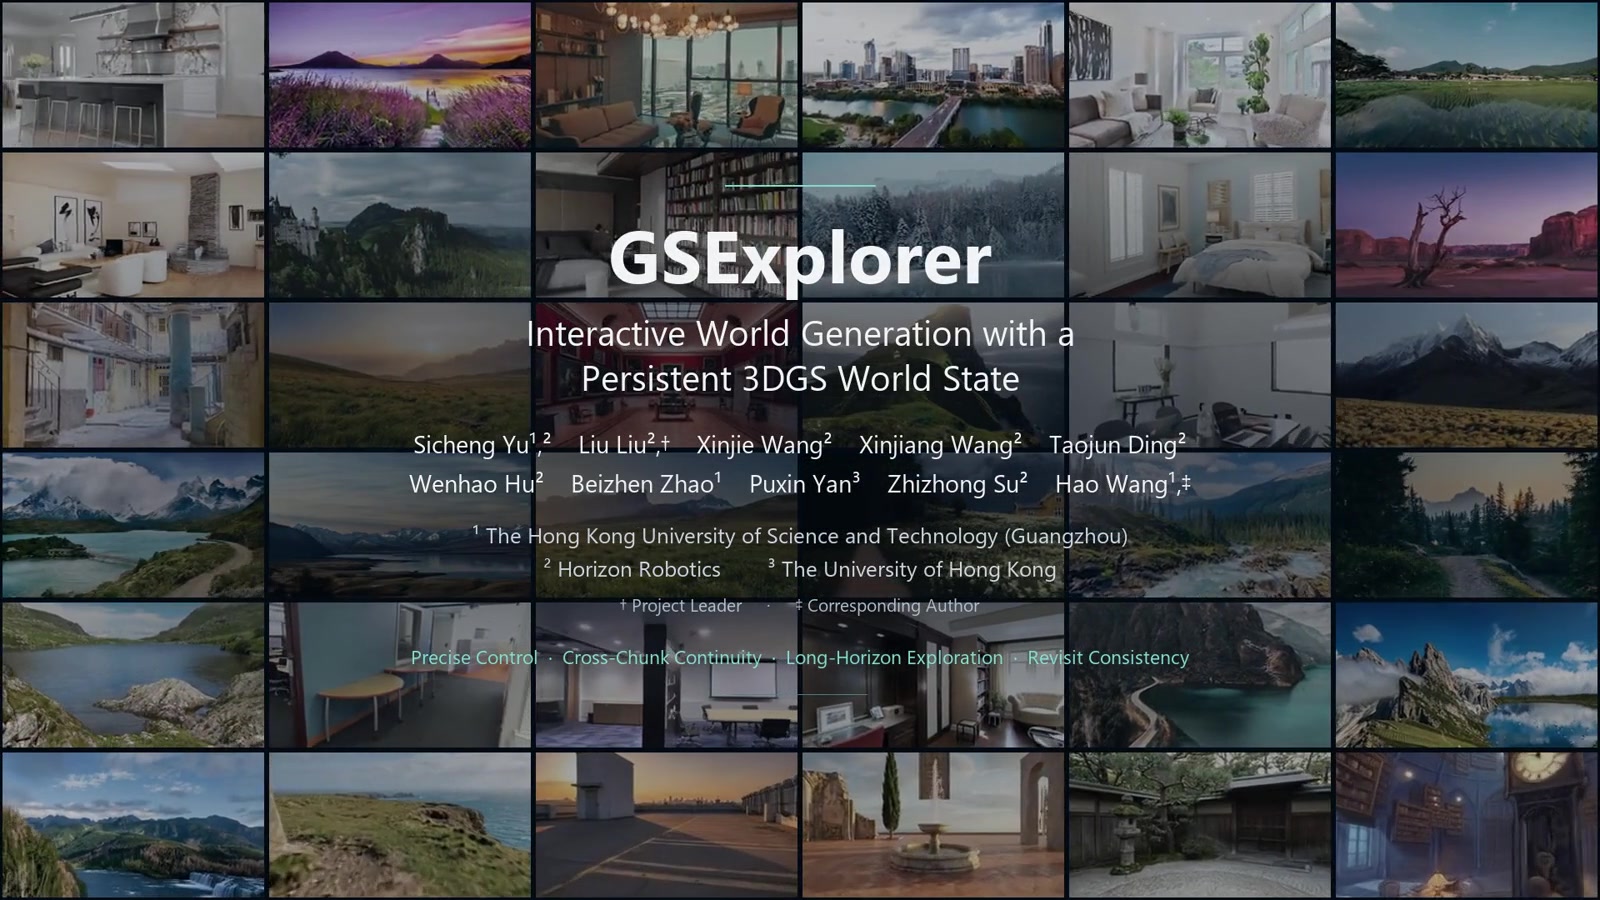 GSExplorer
Interactive World Generation with a
Persistent 3DGS World State
Sicheng Yu¹,² Liu Liu²,† Xinjie Wang² Xinjiang Wang² Taojun Ding²
Wenhao Hu² Beizhen Zhao¹ Puxin Yan³ Zhizhong Su² Hao Wang¹,‡
¹ The Hong Kong University of Science and Technology (Guangzhou)
² Horizon Robotics ³ The University of Hong Kong
† Project Leader · ‡ Corresponding Author
Precise Control · Cross-Chunk Continuity · Long-Horizon Exploration · Revisit Consistency